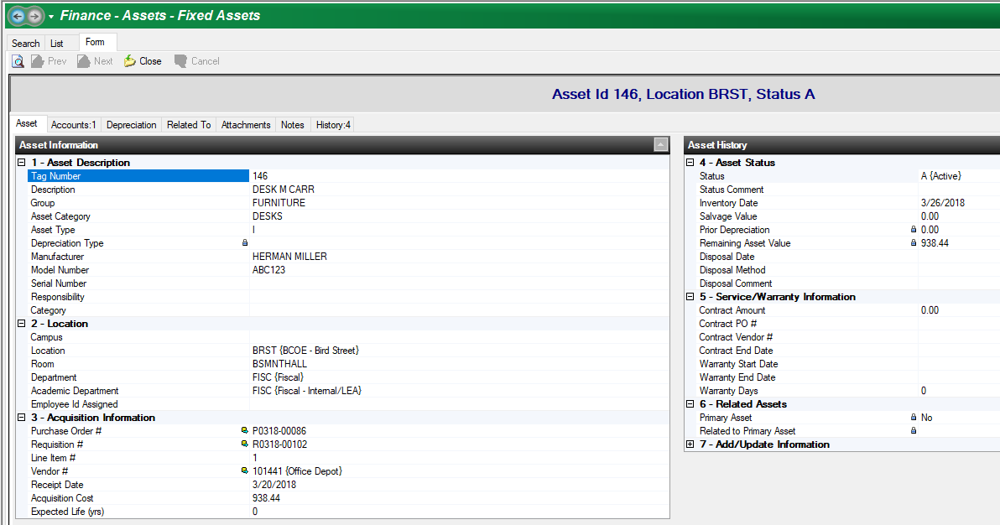 Finance - Assets - Fixed Assets
Search List Form
Prev Next Close Cancel
Asset Id 146, Location BRST, Status A
Asset Accounts:1 Depreciation Related To Attachments Notes History:4
Asset Information
1 - Asset Description
Tag Number 146
Description DESK M CARR
Group FURNITURE
Asset Category DESKS
Asset Type I
Depreciation Type
Manufacturer HERMAN MILLER
Model Number ABC123
Serial Number
Responsibility
Category
2 - Location
Campus
Location BRST {BCOE - Bird Street}
Room BSMNTHALL
Department FISC {Fiscal}
Academic Department FISC {Fiscal - Internal/LEA}
Employee Id Assigned
3 - Acquisition Information
Purchase Order # P0318-00086
Requisition # R0318-00102
Line Item # 1
Vendor # 101441 {Office Depot}
Receipt Date 3/20/2018
Acquisition Cost 938.44
Expected Life (yrs) 0
Asset History
4 - Asset Status
Status A {Active}
Status Comment
Inventory Date 3/26/2018
Salvage Value 0.00
Prior Depreciation 0.00
Remaining Asset Value 938.44
Disposal Date
Disposal Method
Disposal Comment
5 - Service/Warranty Information
Contract Amount 0.00
Contract PO #
Contract Vendor #
Contract End Date
Warranty Start Date
Warranty End Date
Warranty Days 0
6 - Related Assets
Primary Asset No
Related to Primary Asset
7 - Add/Update Information